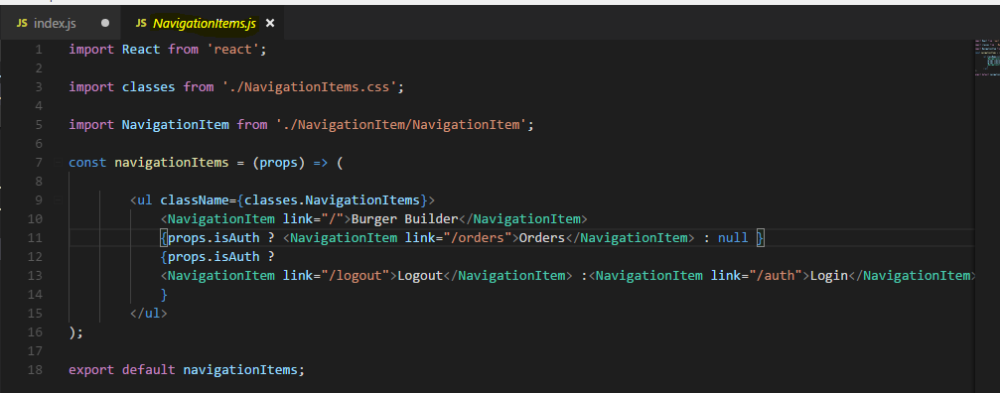 JS index.js ●
JS NavigationItems.js ×
1 import React from 'react';
2
3 import classes from './NavigationItems.css';
4
5 import NavigationItem from './NavigationItem/NavigationItem';
6
7 const navigationItems = (props) => (
8
9 <ul className={classes.NavigationItems}>
10 <NavigationItem link="/">Burger Builder</NavigationItem>
11 {props.isAuth ? <NavigationItem link="/orders">Orders</NavigationItem> : null }
12 {props.isAuth ?
13 <NavigationItem link="/logout">Logout</NavigationItem> :<NavigationItem link="/auth">Login</NavigationItem>
14 }
15 </ul>
16 );
17
18 export default navigationItems;